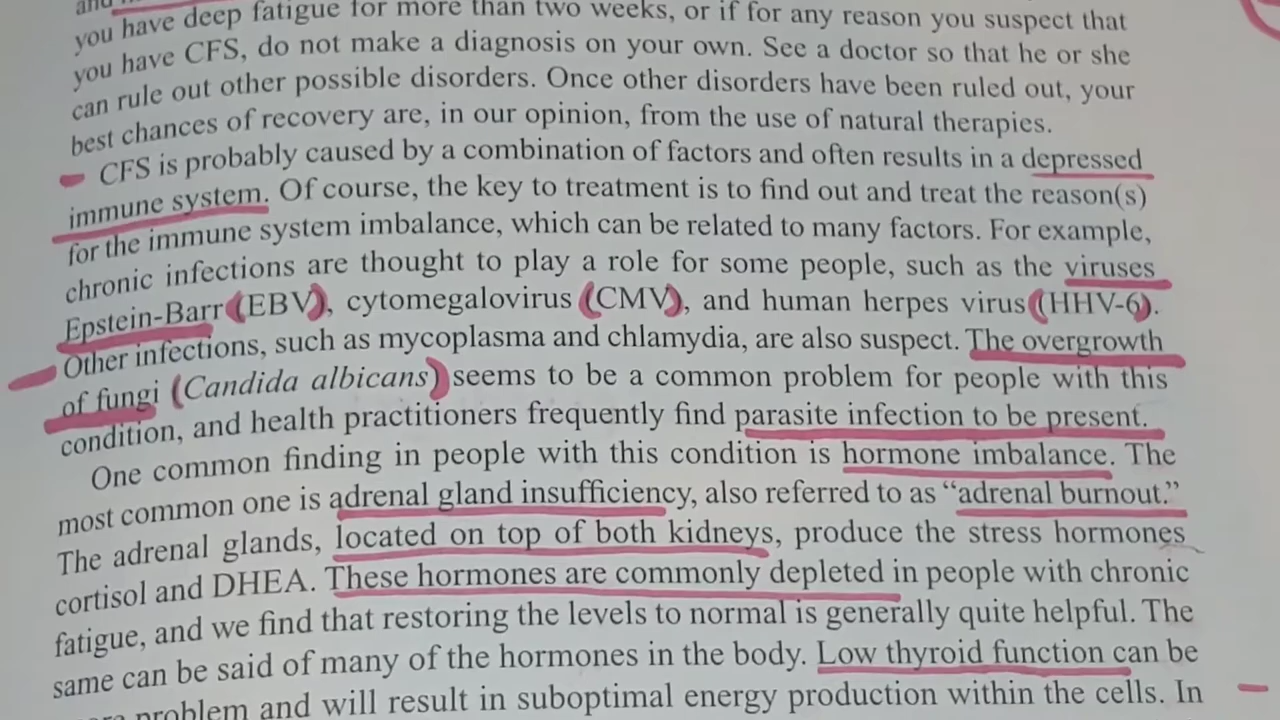 and
you have deep fatigue for more than two weeks, or if for any reason you suspect that
you have CFS, do not make a diagnosis on your own. See a doctor so that he or she
can rule out other possible disorders. Once other disorders have been ruled out, your
best chances of recovery are, in our opinion, from the use of natural therapies.
CFS is probably caused by a combination of factors and often results in a depressed
immune system. Of course, the key to treatment is to find out and treat the reason(s)
for the immune system imbalance, which can be related to many factors. For example,
chronic infections are thought to play a role for some people, such as the viruses
Epstein-Barr (EBV), cytomegalovirus (CMV), and human herpes virus (HHV-6).
Other infections, such as mycoplasma and chlamydia, are also suspect. The overgrowth
of fungi (Candida albicans) seems to be a common problem for people with this
condition, and health practitioners frequently find parasite infection to be present.
One common finding in people with this condition is hormone imbalance. The
most common one is adrenal gland insufficiency, also referred to as “adrenal burnout.”
The adrenal glands, located on top of both kidneys, produce the stress hormones
cortisol and DHEA. These hormones are commonly depleted in people with chronic
fatigue, and we find that restoring the levels to normal is generally quite helpful. The
same can be said of many of the hormones in the body. Low thyroid function can be
problem and will result in suboptimal energy production within the cells. In